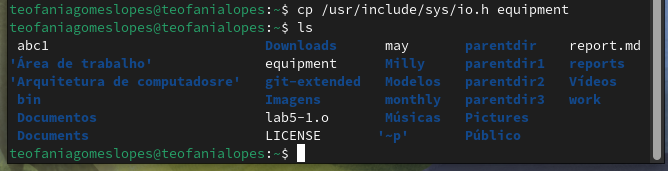 teofaniagomeslopes@teofanialopes:~$ cp /usr/include/sys/io.h equipment
teofaniagomeslopes@teofanialopes:~$ ls
abc1 Downloads may parentdir report.md
'Área de trabalho' equipment Milly parentdir1 reports
'Arquitetura de computadosre' git-extended Modelos parentdir2 Vídeos
bin Imagens monthly parentdir3 work
Documentos lab5-1.o Músicas Pictures
Documents LICENSE '~p' Público
teofaniagomeslopes@teofanialopes:~$